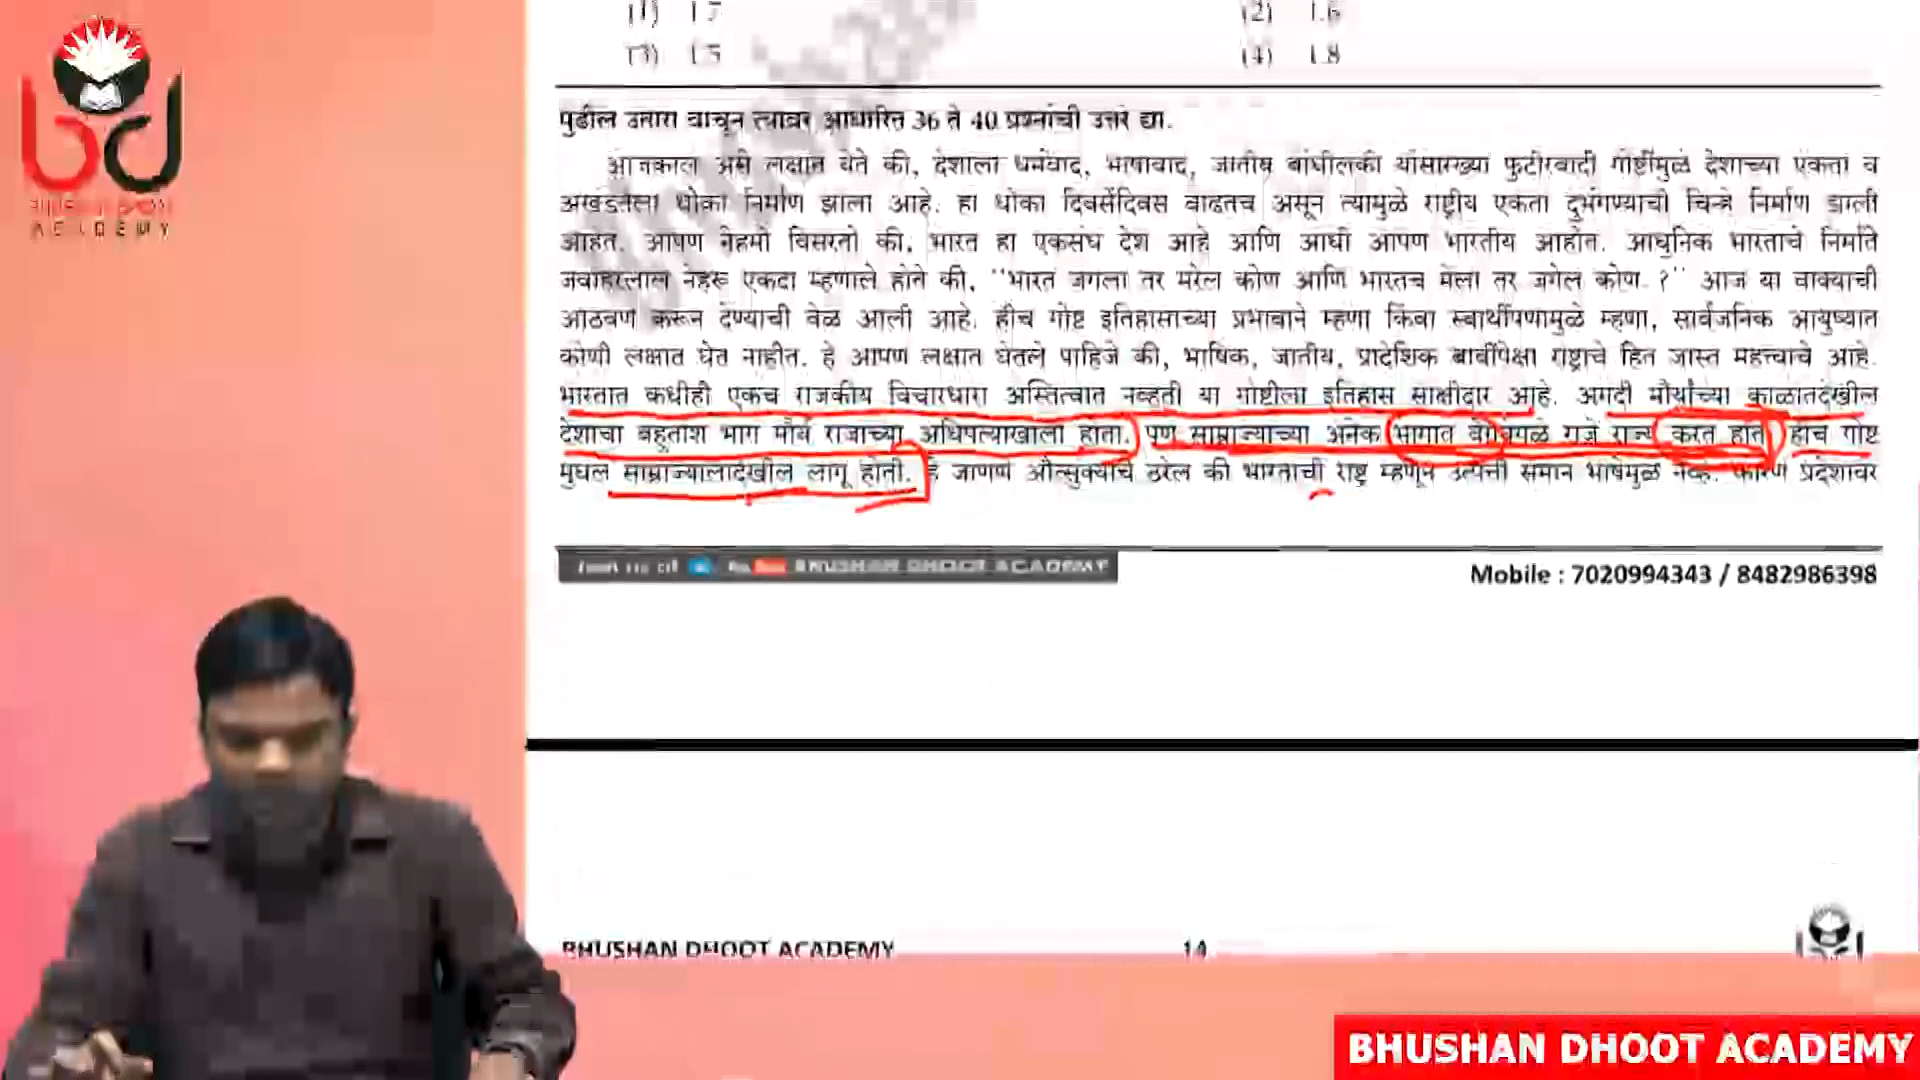 (1) 1.7 (2) 1.6
(3) 1.5 (4) 1.8
पुढील उतारा वाचून त्यावर आधारित 36 ते 40 प्रश्नांची उत्तरे द्या.
आजकाल असे लक्षात येते की, देशाला धर्मवाद, भाषावाद, जातीय बांधीलकी यांसारख्या फुटीरवादी गोष्टींमुळे देशाच्या एकता व
अखंडतेला धोका निर्माण झाला आहे. हा धोका दिवसेंदिवस वाढतच असून त्यामुळे राष्ट्रीय एकता दुभंगण्याची चिन्हे निर्माण झाली
आहेत. आपण नेहमी विसरतो की, भारत हा एकसंघ देश आहे आणि आधी आपण भारतीय आहोत. आधुनिक भारताचे निर्माते
जवाहरलाल नेहरू एकदा म्हणाले होते की, ''भारत जगला तर मरेल कोण आणि भारतच मेला तर जगेल कोण ?'' आज या वाक्याची
आठवण करून देण्याची वेळ आली आहे. हीच गोष्ट इतिहासाच्या प्रभावाने म्हणा किंवा स्वार्थीपणामुळे म्हणा, सार्वजनिक आयुष्यात
कोणी लक्षात घेत नाहीत. हे आपण लक्षात घेतले पाहिजे की, भाषिक, जातीय, प्रादेशिक बाबींपेक्षा राष्ट्राचे हित जास्त महत्त्वाचे आहे.
भारतात कधीही एकच राजकीय विचारधारा अस्तित्वात नव्हती या गोष्टीला इतिहास साक्षीदार आहे. अगदी मौर्यांच्या काळातदेखील
देशाचा बहुतांश भाग मौर्य राजाच्या अधिपत्याखाली होता. पण साम्राज्याच्या अनेक भागात वेगवेगळे राजे राज्य करत होते हीच गोष्ट
मुघल साम्राज्यालादेखील लागू होती. हे जाणणे औत्सुक्याचे ठरेल की भारताची राष्ट्र म्हणून उत्पत्ती समान भाषेमुळे नव्हे. कारण प्रदेशावर
BHUSHAN DHOOT ACADEMY
Mobile : 7020994343 / 8482986398
BHUSHAN DHOOT ACADEMY 14
bd
ACADEMY
BHUSHAN DHOOT ACADEMY